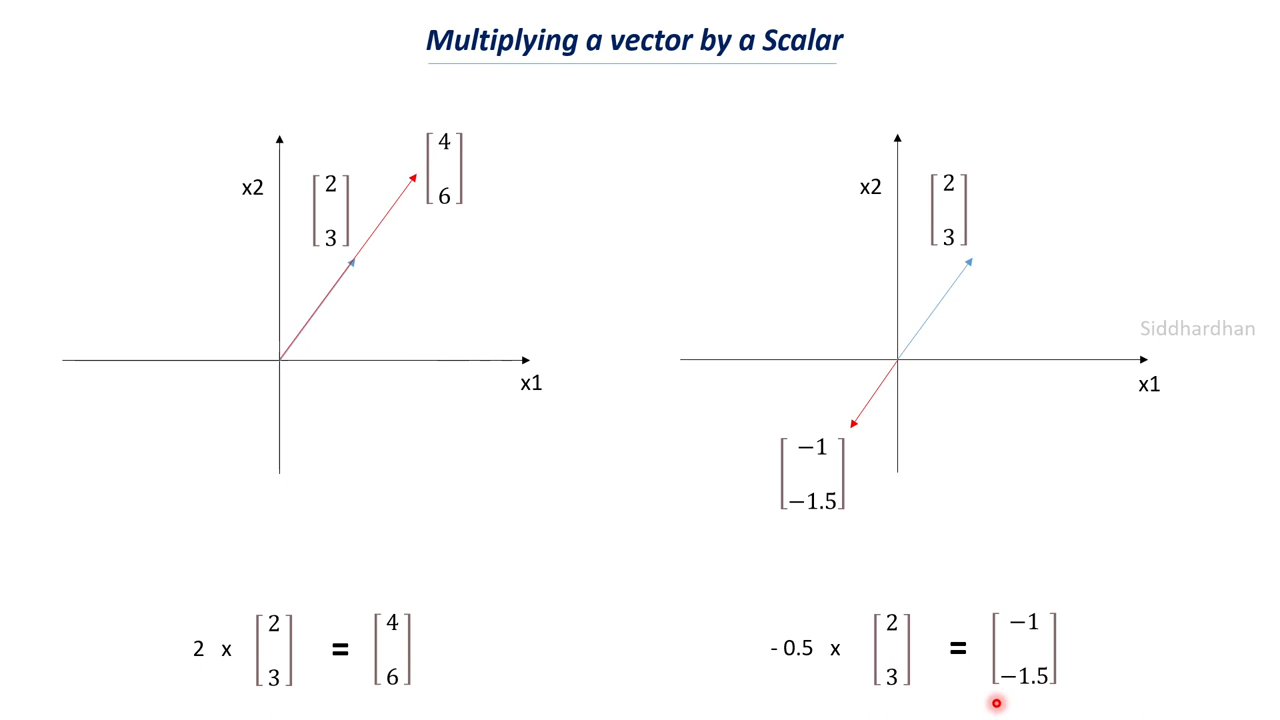 Multiplying a vector by a Scalar
x2
2
3
4
6
x1
x2
2
3
x1
−1
−1.5
Siddhardhan
2 x [2 3] = [4 6]
- 0.5 x [2 3] = [−1 −1.5]